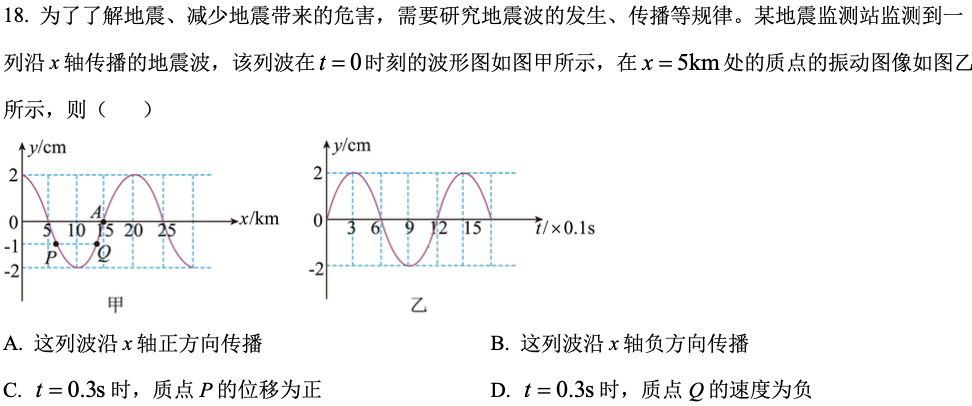 18. 为了了解地震、减少地震带来的危害，需要研究地震波的发生、传播等规律。某地震监测站监测到一
列沿 x 轴传播的地震波，该列波在 t = 0 时刻的波形图如图甲所示，在 x = 5km 处的质点的振动图像如图乙
所示，则（　　）
y/cm
2
0
-1
-2
5 10 15 20 25
x/km
A
P
Q
甲
y/cm
2
0
-2
3 6 9 12 15
t/×0.1s
乙
A. 这列波沿 x 轴正方向传播
B. 这列波沿 x 轴负方向传播
C. t = 0.3s 时，质点 P 的位移为正
D. t = 0.3s 时，质点 Q 的速度为负